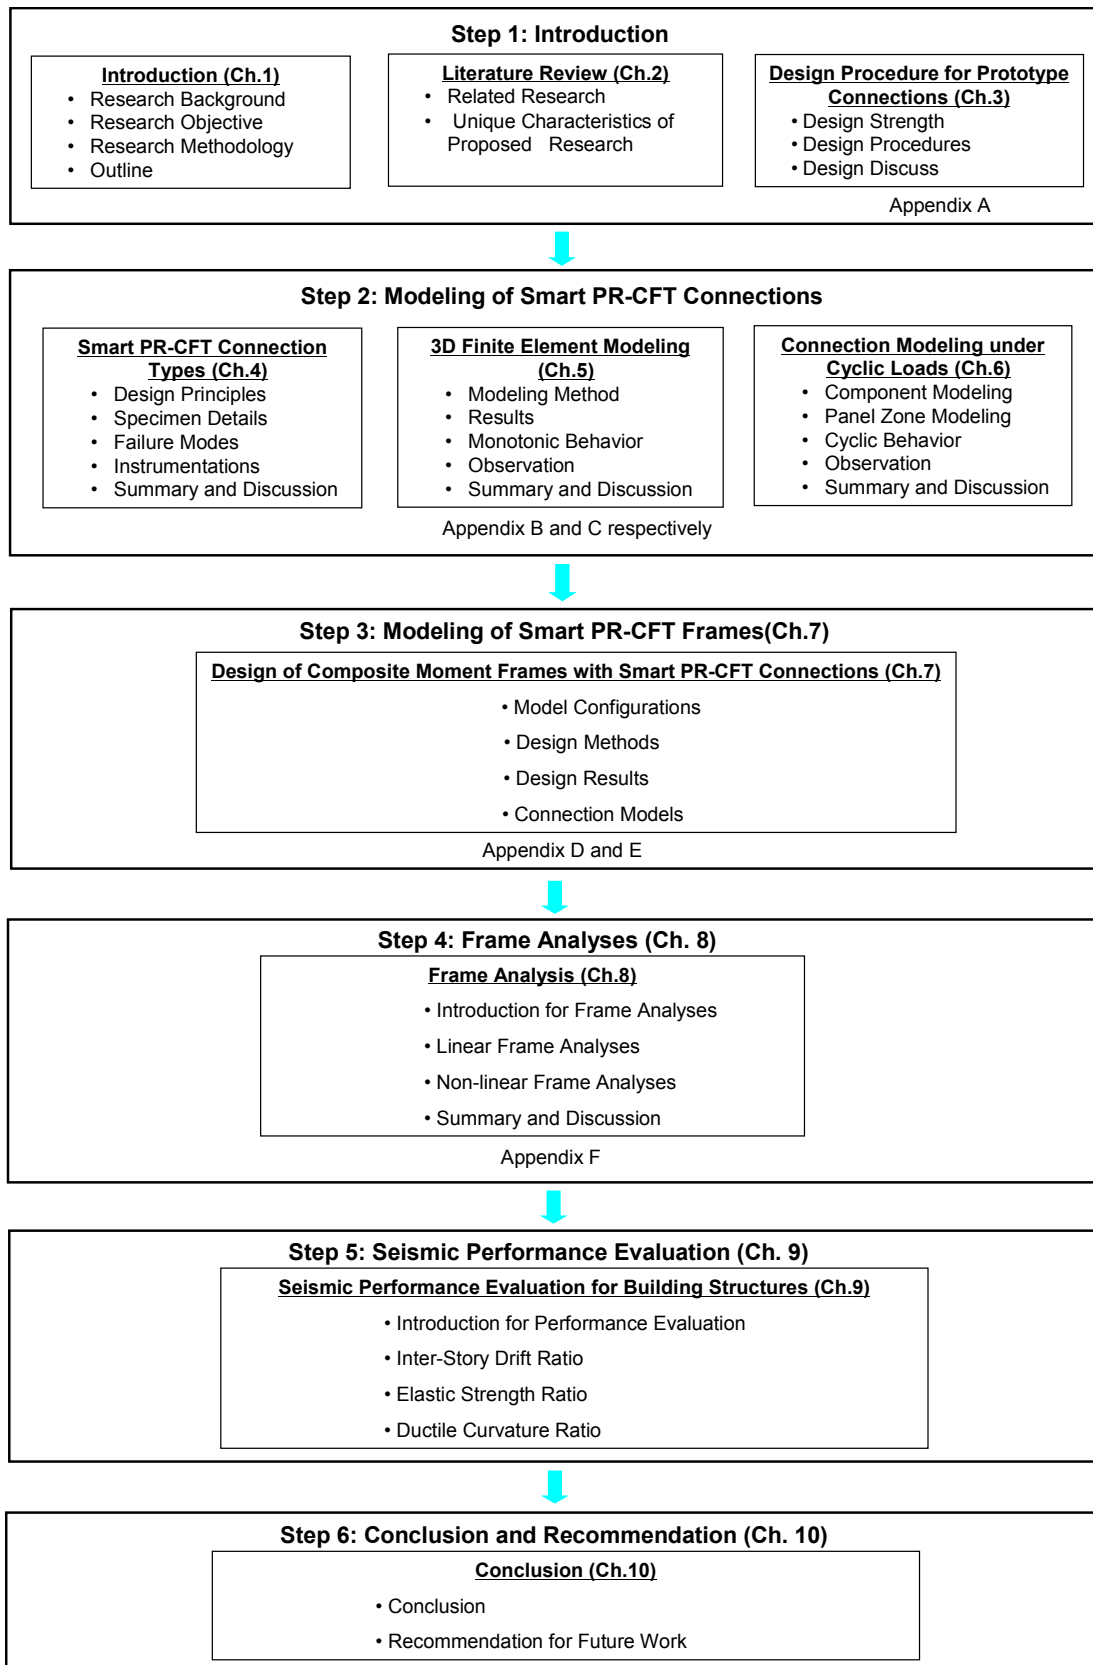 Step 1: Introduction
Introduction (Ch.1)
• Research Background
• Research Objective
• Research Methodology
• Outline
Literature Review (Ch.2)
• Related Research
• Unique Characteristics of
Proposed Research
Design Procedure for Prototype
Connections (Ch.3)
• Design Strength
• Design Procedures
• Design Discuss
Appendix A
Step 2: Modeling of Smart PR-CFT Connections
Smart PR-CFT Connection
Types (Ch.4)
• Design Principles
• Specimen Details
• Failure Modes
• Instrumentations
• Summary and Discussion
3D Finite Element Modeling
(Ch.5)
• Modeling Method
• Results
• Monotonic Behavior
• Observation
• Summary and Discussion
Connection Modeling under
Cyclic Loads (Ch.6)
• Component Modeling
• Panel Zone Modeling
• Cyclic Behavior
• Observation
• Summary and Discussion
Appendix B and C respectively
Step 3: Modeling of Smart PR-CFT Frames(Ch.7)
Design of Composite Moment Frames with Smart PR-CFT Connections (Ch.7)
• Model Configurations
• Design Methods
• Design Results
• Connection Models
Appendix D and E
Step 4: Frame Analyses (Ch. 8)
Frame Analysis (Ch.8)
• Introduction for Frame Analyses
• Linear Frame Analyses
• Non-linear Frame Analyses
• Summary and Discussion
Appendix F
Step 5: Seismic Performance Evaluation (Ch. 9)
Seismic Performance Evaluation for Building Structures (Ch.9)
• Introduction for Performance Evaluation
• Inter-Story Drift Ratio
• Elastic Strength Ratio
• Ductile Curvature Ratio
Step 6: Conclusion and Recommendation (Ch. 10)
Conclusion (Ch.10)
• Conclusion
• Recommendation for Future Work